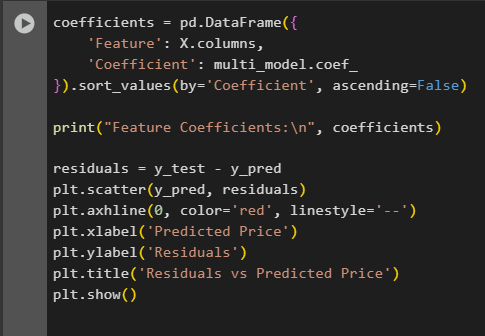 coefficients = pd.DataFrame({
    'Feature': X.columns,
    'Coefficient': multi_model.coef_
}).sort_values(by='Coefficient', ascending=False)

print("Feature Coefficients:\n", coefficients)

residuals = y_test - y_pred
plt.scatter(y_pred, residuals)
plt.axhline(0, color='red', linestyle='--')
plt.xlabel('Predicted Price')
plt.ylabel('Residuals')
plt.title('Residuals vs Predicted Price')
plt.show()